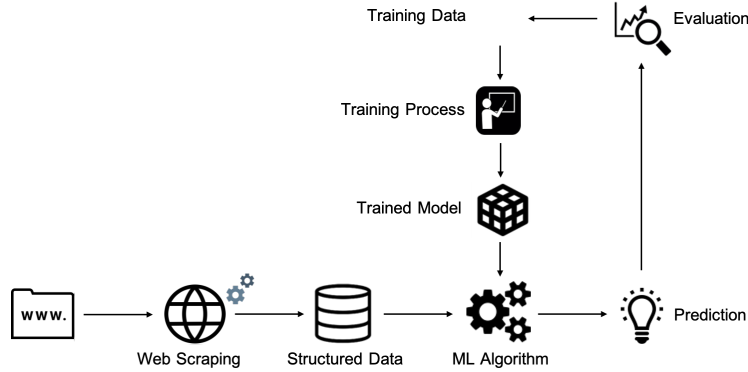 Training Data
Evaluation
Training Process
Trained Model
www.
Prediction
Web Scraping
Structured Data
ML Algorithm